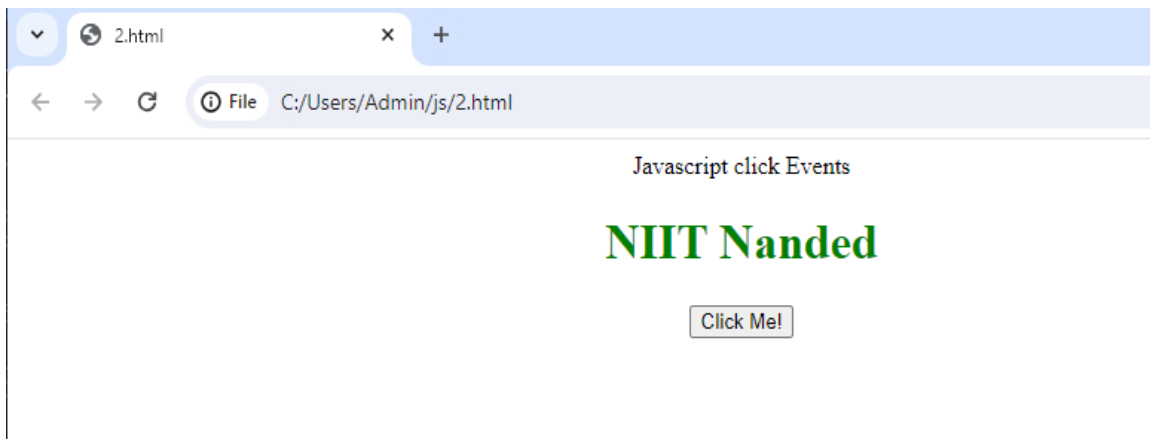 2.html
File C:/Users/Admin/js/2.html
Javascript click Events
NIIT Nanded
Click Me!